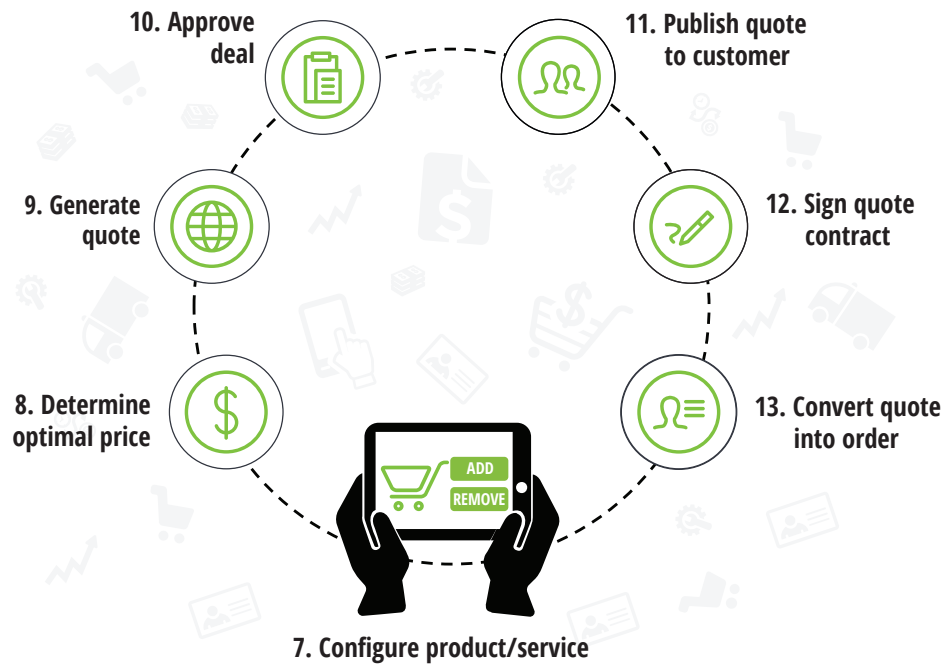 10. Approve
deal
11. Publish quote
to customer
9. Generate
quote
12. Sign quote
contract
8. Determine
optimal price
13. Convert quote
into order
ADD
REMOVE
7. Configure product/service